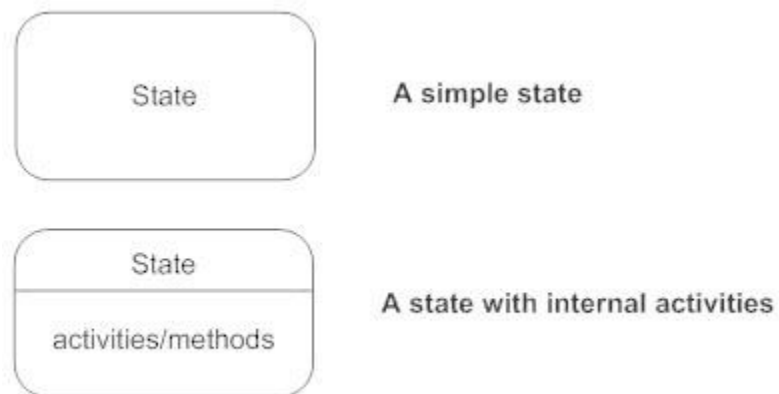 State
A simple state
State
activities/methods
A state with internal activities